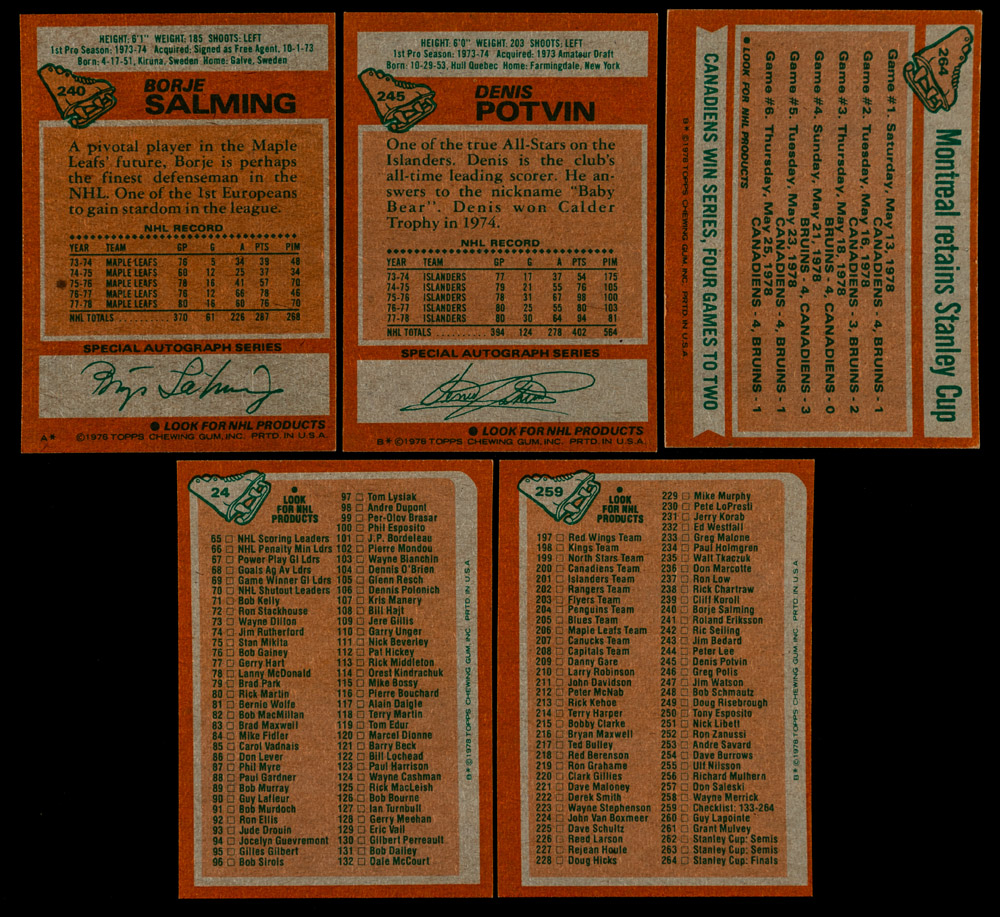 HEIGHT: 6'1" WEIGHT: 185 SHOOTS: LEFT
1st Pro Season: 1973-74 Acquired: Signed as Free Agent, 10-1-73
Born: 4-17-51, Kiruna, Sweden Home: Galve, Sweden
240
BORJE
SALMING
A pivotal player in the Maple
Leafs' future, Borje is perhaps
the finest defenseman in the
NHL. One of the 1st Europeans
to gain stardom in the league.
NHL RECORD
YEAR TEAM GP G A PTS PIM
73-74 MAPLE LEAFS 76 5 34 39 48
74-75 MAPLE LEAFS 60 12 25 37 34
75-76 MAPLE LEAFS 78 16 41 57 70
76-77 MAPLE LEAFS 76 12 66 78 46
77-78 MAPLE LEAFS 80 16 60 76 70
NHL TOTALS 370 61 226 287 268
SPECIAL AUTOGRAPH SERIES
LOOK FOR NHL PRODUCTS
A* ©1978 TOPPS CHEWING GUM, INC. PRTD. IN U.S.A.
HEIGHT: 6'0" WEIGHT: 203 SHOOTS: LEFT
1st Pro Season: 1973-74 Acquired: 1973 Amateur Draft
Born: 10-29-53, Hull Quebec Home: Farmingdale, New York
245
DENIS
POTVIN
One of the true All-Stars on the
Islanders. Denis is the club's
all-time leading scorer. He an-
swers to the nickname "Baby
Bear". Denis won Calder
Trophy in 1974.
NHL RECORD
YEAR TEAM GP G A PTS PIM
73-74 ISLANDERS 77 17 37 54 175
74-75 ISLANDERS 79 21 55 76 105
75-76 ISLANDERS 78 31 67 98 100
76-77 ISLANDERS 80 25 55 80 103
77-78 ISLANDERS 80 30 64 94 81
NHL TOTALS 394 124 278 402 564
SPECIAL AUTOGRAPH SERIES
LOOK FOR NHL PRODUCTS
B* ©1978 TOPPS CHEWING GUM, INC. PRTD. IN U.S.A.
264
Montreal retains Stanley Cup
Game #1. Saturday, May 13, 1978
CANADIENS - 4, BRUINS - 1
Game #2. Tuesday, May 16, 1978
CANADIENS - 3, BRUINS - 2
Game #3. Thursday, May 18, 1978
BRUINS - 4, CANADIENS - 0
Game #4. Sunday, May 21, 1978
BRUINS - 4, CANADIENS - 3
Game #5. Tuesday, May 23, 1978
CANADIENS - 4, BRUINS - 1
Game #6. Thursday, May 25, 1978
CANADIENS - 4, BRUINS - 1
LOOK FOR NHL PRODUCTS
CANADIENS WIN SERIES, FOUR GAMES TO TWO
B* ©1978 TOPPS CHEWING GUM, INC. PRTD. IN U.S.A.
24
LOOK
FOR NHL
PRODUCTS
65 NHL Scoring Leaders
66 NHL Penalty Min Ldrs
67 Power Play Gl Ldrs
68 Goals Ag Av Ldrs
69 Game Winner Gl Ldrs
70 NHL Shutout Leaders
71 Bob Kelly
72 Ron Stackhouse
73 Wayne Dillon
74 Jim Rutherford
75 Stan Mikita
76 Bob Gainey
77 Gerry Hart
78 Lanny McDonald
79 Brad Park
80 Rick Martin
81 Bernie Wolfe
82 Bob MacMillan
83 Brad Maxwell
84 Mike Fidler
85 Carol Vadnais
86 Don Lever
87 Phil Myre
88 Paul Gardner
89 Bob Murray
90 Guy Lafleur
91 Bob Murdoch
92 Ron Ellis
93 Jude Drouin
94 Jocelyn Guevremont
95 Gilles Gilbert
96 Bob Sirois
97 Tom Lysiak
98 Andre Dupont
99 Per-Olov Brasar
100 Phil Esposito
101 J.P. Bordeleau
102 Pierre Mondou
103 Wayne Bianchin
104 Dennis O'Brien
105 Glenn Resch
106 Dennis Polonich
107 Kris Manery
108 Bill Hajt
109 Jere Gillis
110 Garry Unger
111 Nick Beverley
112 Pat Hickey
113 Rick Middleton
114 Orest Kindrachuk
115 Mike Bossy
116 Pierre Bouchard
117 Alain Daigle
118 Terry Martin
119 Tom Edur
120 Marcel Dionne
121 Barry Beck
122 Bill Lochead
123 Paul Harrison
124 Wayne Cashman
125 Rick MacLeish
126 Bob Bourne
127 Ian Turnbull
128 Gerry Meehan
129 Eric Vail
130 Gilbert Perreault
131 Bob Dailey
132 Dale McCourt
B* ©1978 TOPPS CHEWING GUM, INC. PRTD. IN U.S.A.
259
LOOK
FOR NHL
PRODUCTS
197 Red Wings Team
198 Kings Team
199 North Stars Team
200 Canadiens Team
201 Islanders Team
202 Rangers Team
203 Flyers Team
204 Penguins Team
205 Blues Team
206 Maple Leafs Team
207 Canucks Team
208 Capitals Team
209 Danny Gare
210 Larry Robinson
211 John Davidson
212 Peter McNab
213 Rick Kehoe
214 Terry Harper
215 Bobby Clarke
216 Bryan Maxwell
217 Ted Bulley
218 Red Berenson
219 Ron Grahame
220 Clark Gillies
221 Dave Maloney
222 Derek Smith
223 Wayne Stephenson
224 John Van Boxmeer
225 Dave Schultz
226 Reed Larson
227 Rejean Houle
228 Doug Hicks
229 Mike Murphy
230 Pete LoPresti
231 Jerry Korab
232 Ed Westfall
233 Greg Malone
234 Paul Holmgren
235 Walt Tkaczuk
236 Don Marcotte
237 Ron Low
238 Rick Chartraw
239 Cliff Koroll
240 Borje Salming
241 Roland Eriksson
242 Ric Seiling
243 Jim Bedard
244 Peter Lee
245 Denis Potvin
246 Greg Polis
247 Jim Watson
248 Bob Schmautz
249 Doug Risebrough
250 Tony Esposito
251 Nick Libett
252 Ron Zanussi
253 Andre Savard
254 Dave Burrows
255 Ulf Nilsson
256 Richard Mulhern
257 Don Saleski
258 Wayne Merrick
259 Checklist: 133-264
260 Guy Lapointe
261 Grant Mulvey
262 Stanley Cup: Semis
263 Stanley Cup: Semis
264 Stanley Cup: Finals
B* ©1978 TOPPS CHEWING GUM, INC. PRTD. IN U.S.A.